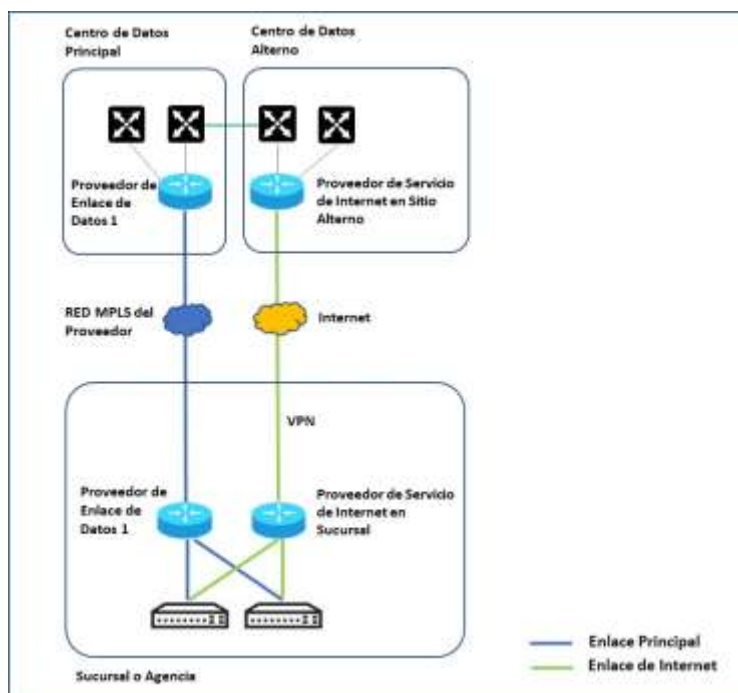 Centro de Datos
Principal
Centro de Datos
Alterno
Proveedor de
Enlace de
Datos 1
Proveedor de Servicio
de Internet en Sitio
Alterno
RED MPLS del
Proveedor
Internet
VPN
Proveedor de
Enlace de
Datos 1
Proveedor de Servicio
de Internet en
Sucursal
Sucursal o Agencia
Enlace Principal
Enlace de Internet